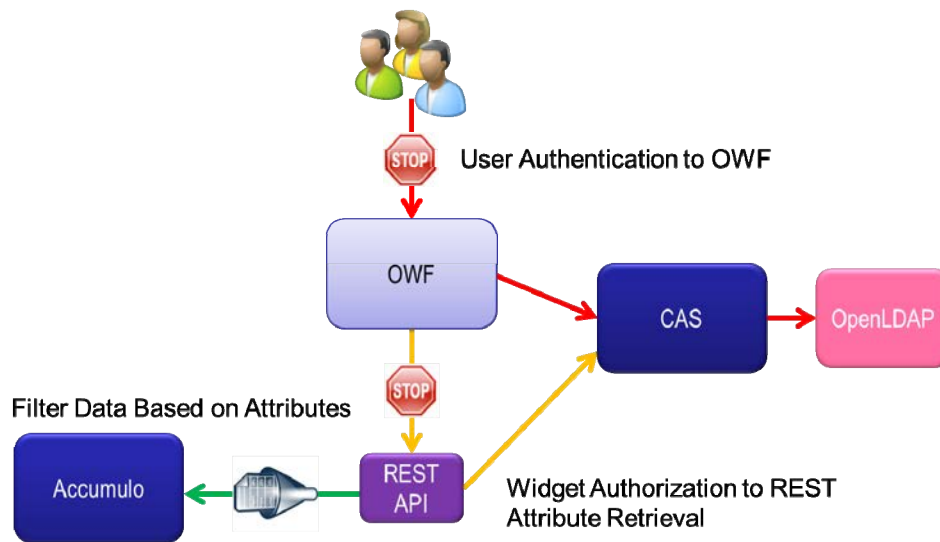 STOP
User Authentication to OWF
OWF
CAS
OpenLDAP
STOP
Filter Data Based on Attributes
Accumulo
REST
API
Widget Authorization to REST
Attribute Retrieval